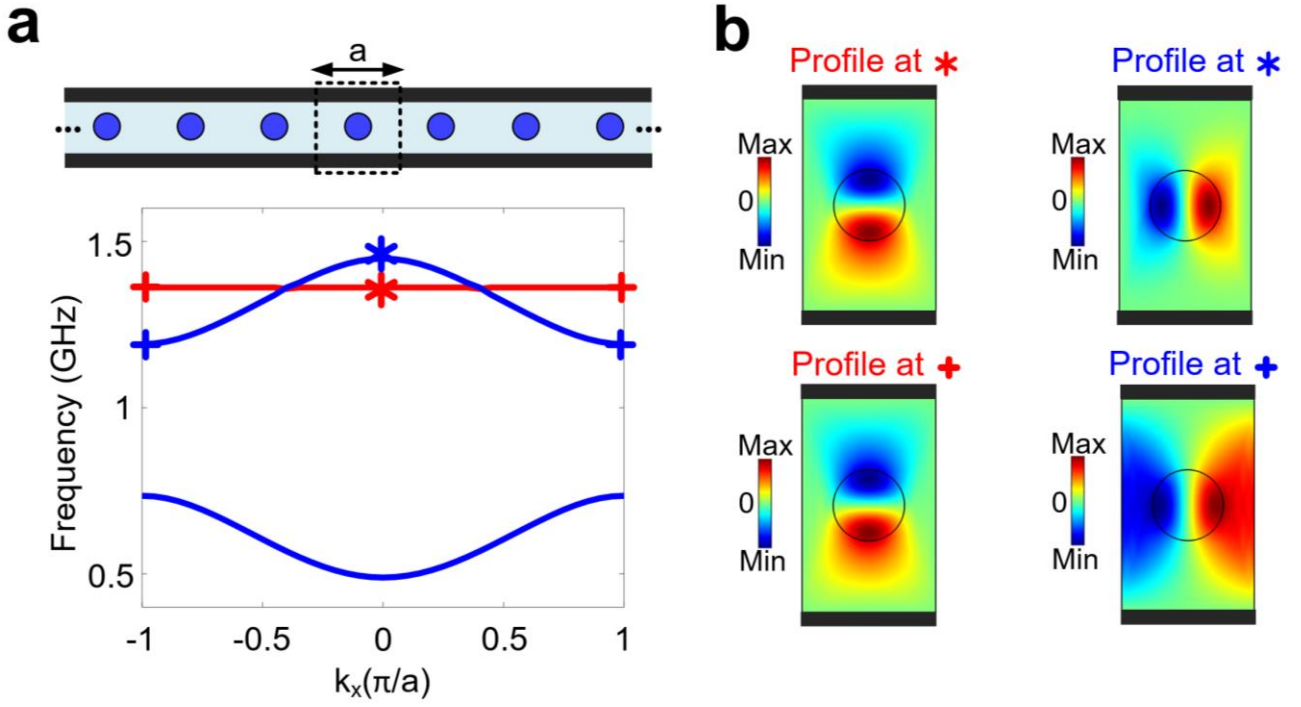 a
a
... ...
1.5
1
0.5
Frequency (GHz)
-1 -0.5 0 0.5 1
kₓ(π/a)
b
Profile at *
Max
0
Min
Profile at *
Max
0
Min
Profile at +
Max
0
Min
Profile at +
Max
0
Min